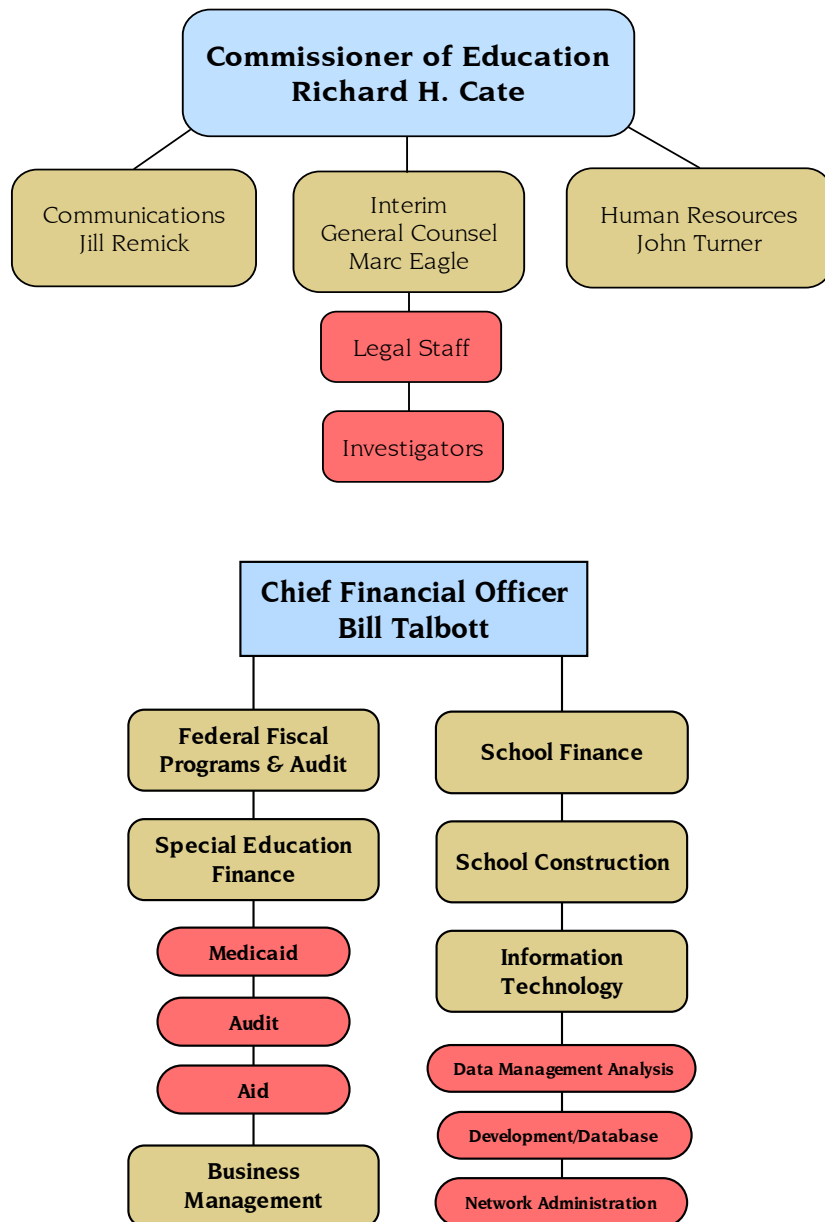 Commissioner of Education
Richard H. Cate
Communications
Jill Remick
Interim
General Counsel
Marc Eagle
Human Resources
John Turner
Legal Staff
Investigators
Chief Financial Officer
Bill Talbott
Federal Fiscal
Programs & Audit
Special Education
Finance
Medicaid
Audit
Aid
Business
Management
School Finance
School Construction
Information
Technology
Data Management Analysis
Development/Database
Network Administration